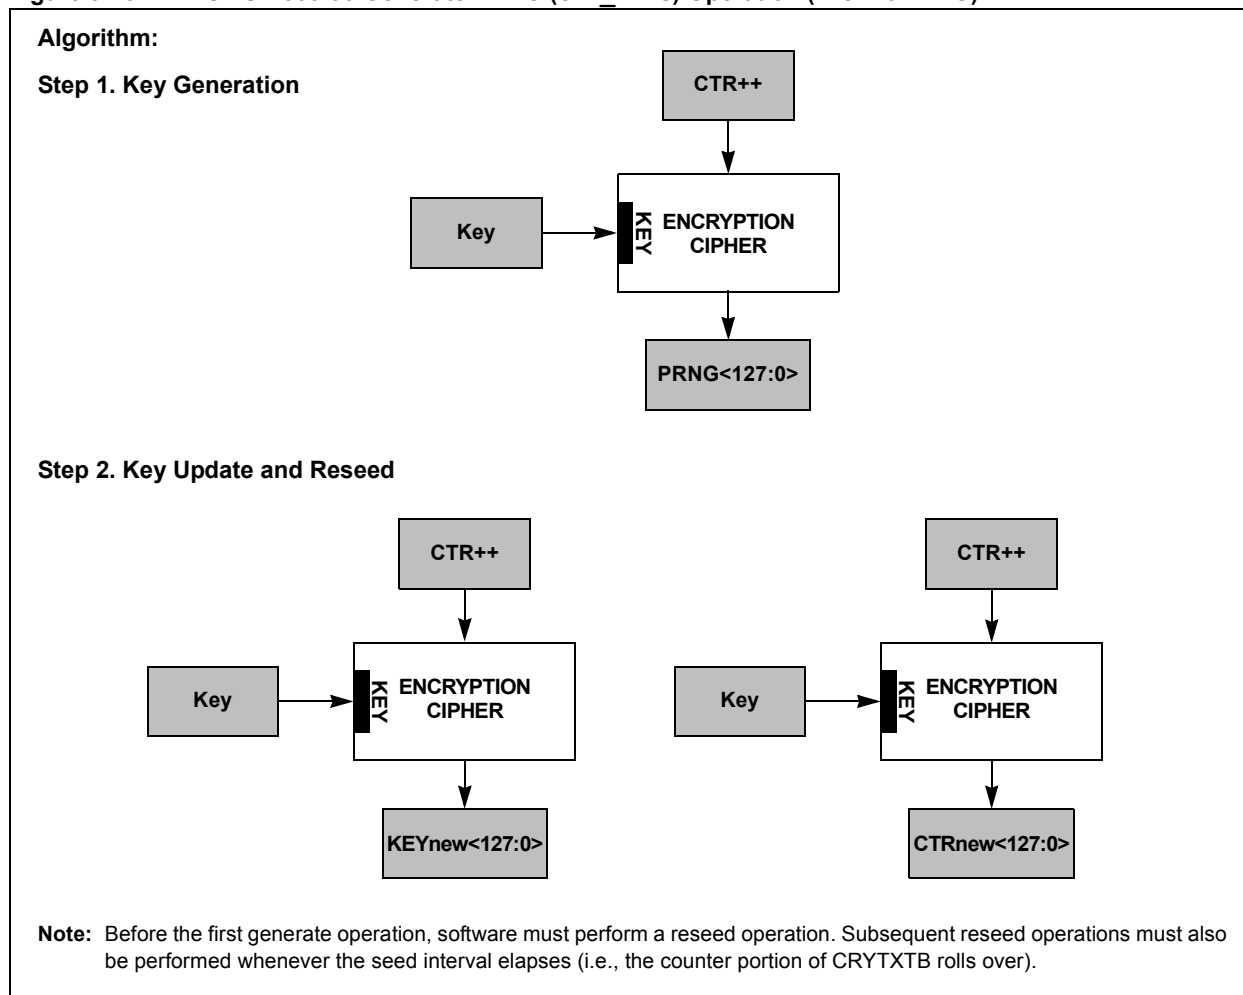 Algorithm:
Step 1. Key Generation
CTR++
Key
KEY
ENCRYPTION
CIPHER
PRNG<127:0>
Step 2. Key Update and Reseed
CTR++
Key
KEY
ENCRYPTION
CIPHER
KEYnew<127:0>
CTR++
Key
KEY
ENCRYPTION
CIPHER
CTRnew<127:0>
Note: Before the first generate operation, software must perform a reseed operation. Subsequent reseed operations must also
be performed whenever the seed interval elapses (i.e., the counter portion of CRYTXTB rolls over).